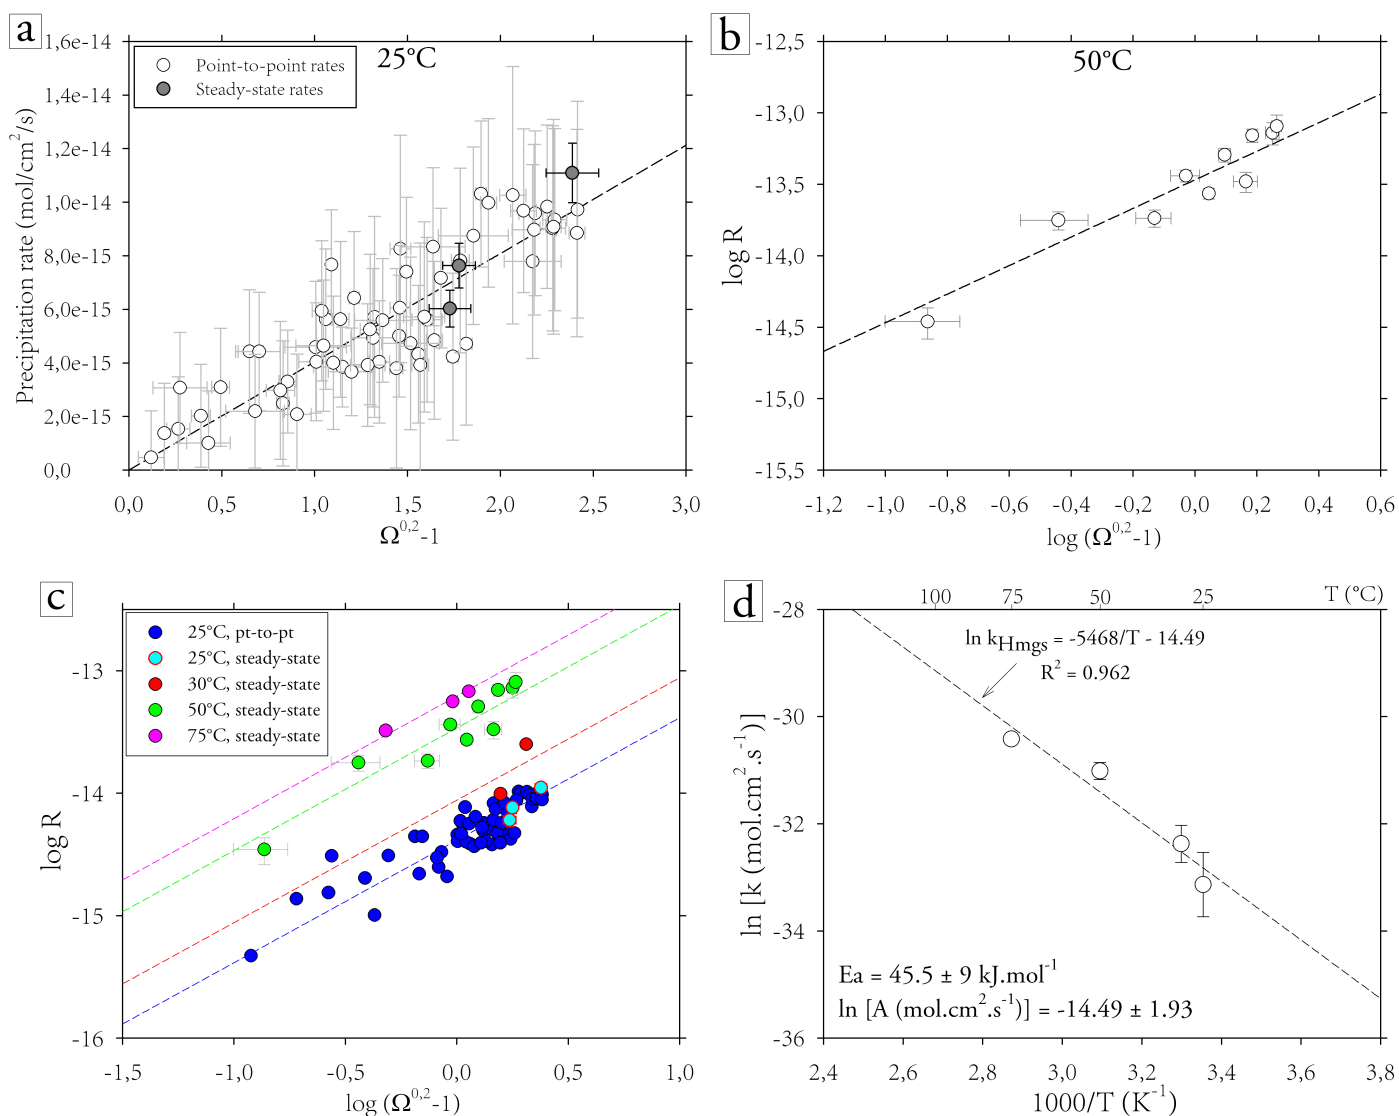 a
25°C
Point-to-point rates
Steady-state rates
1,6e-14
1,4e-14
1,2e-14
1,0e-14
8,0e-15
6,0e-15
4,0e-15
2,0e-15
0,0
Precipitation rate (mol/cm²/s)
0,0 0,5 1,0 1,5 2,0 2,5 3,0
Ω^0,2-1
b
50°C
-12,5
-13,0
-13,5
-14,0
-14,5
-15,0
-15,5
log R
-1,2 -1,0 -0,8 -0,6 -0,4 -0,2 0,0 0,2 0,4 0,6
log (Ω^0,2-1)
c
25°C, pt-to-pt
25°C, steady-state
30°C, steady-state
50°C, steady-state
75°C, steady-state
-13
-14
-15
-16
log R
-1,5 -1,0 -0,5 0,0 0,5 1,0
log (Ω^0,2-1)
d
100 75 50 25 T (°C)
ln k_Hmgs = -5468/T - 14.49
R² = 0.962
-28
-30
-32
-34
-36
ln [k (mol.cm².s⁻¹)]
Ea = 45.5 ± 9 kJ.mol⁻¹
ln [A (mol.cm².s⁻¹)] = -14.49 ± 1.93
2,4 2,6 2,8 3,0 3,2 3,4 3,6 3,8
1000/T (K⁻¹)